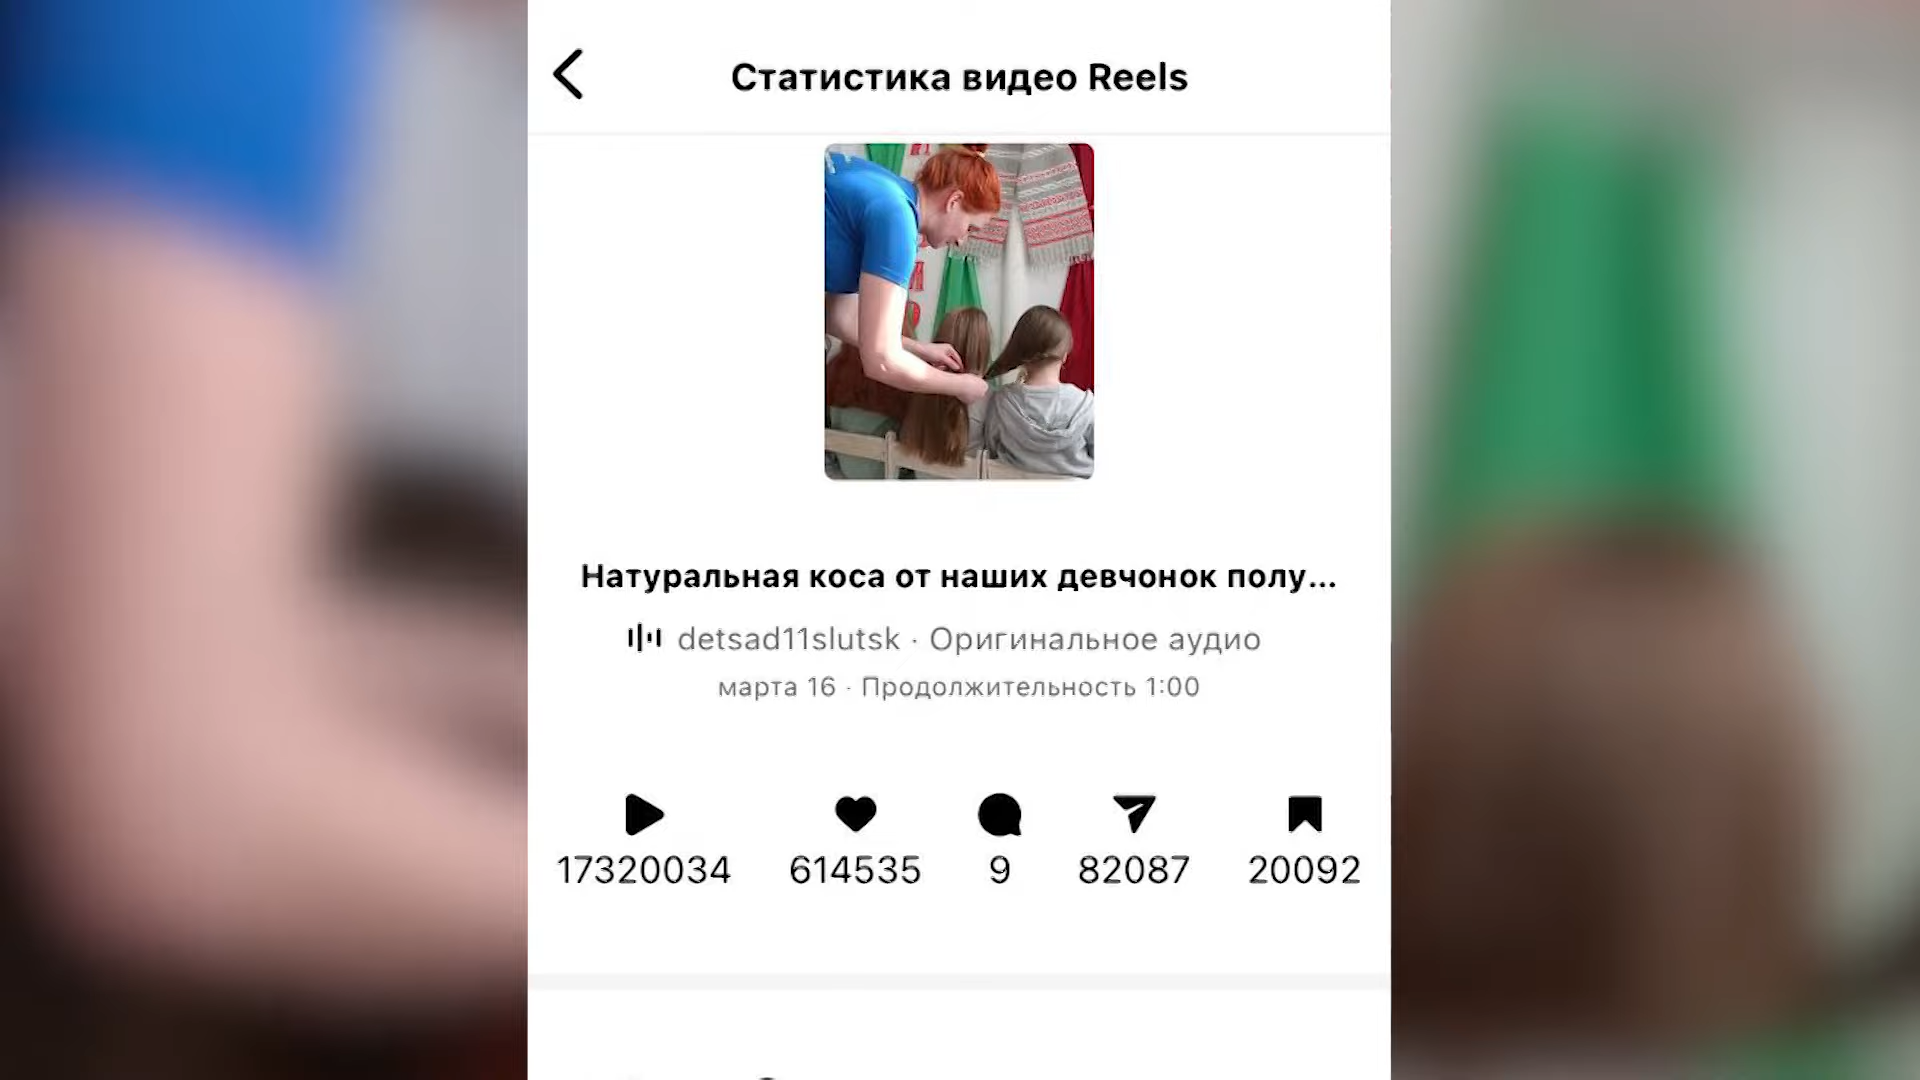 Статистика видео Reels
Натуральная коса от наших девчонок полу...
detsad11slutsk · Оригинальное аудио
марта 16 · Продолжительность 1:00
17320034 614535 9 82087 20092